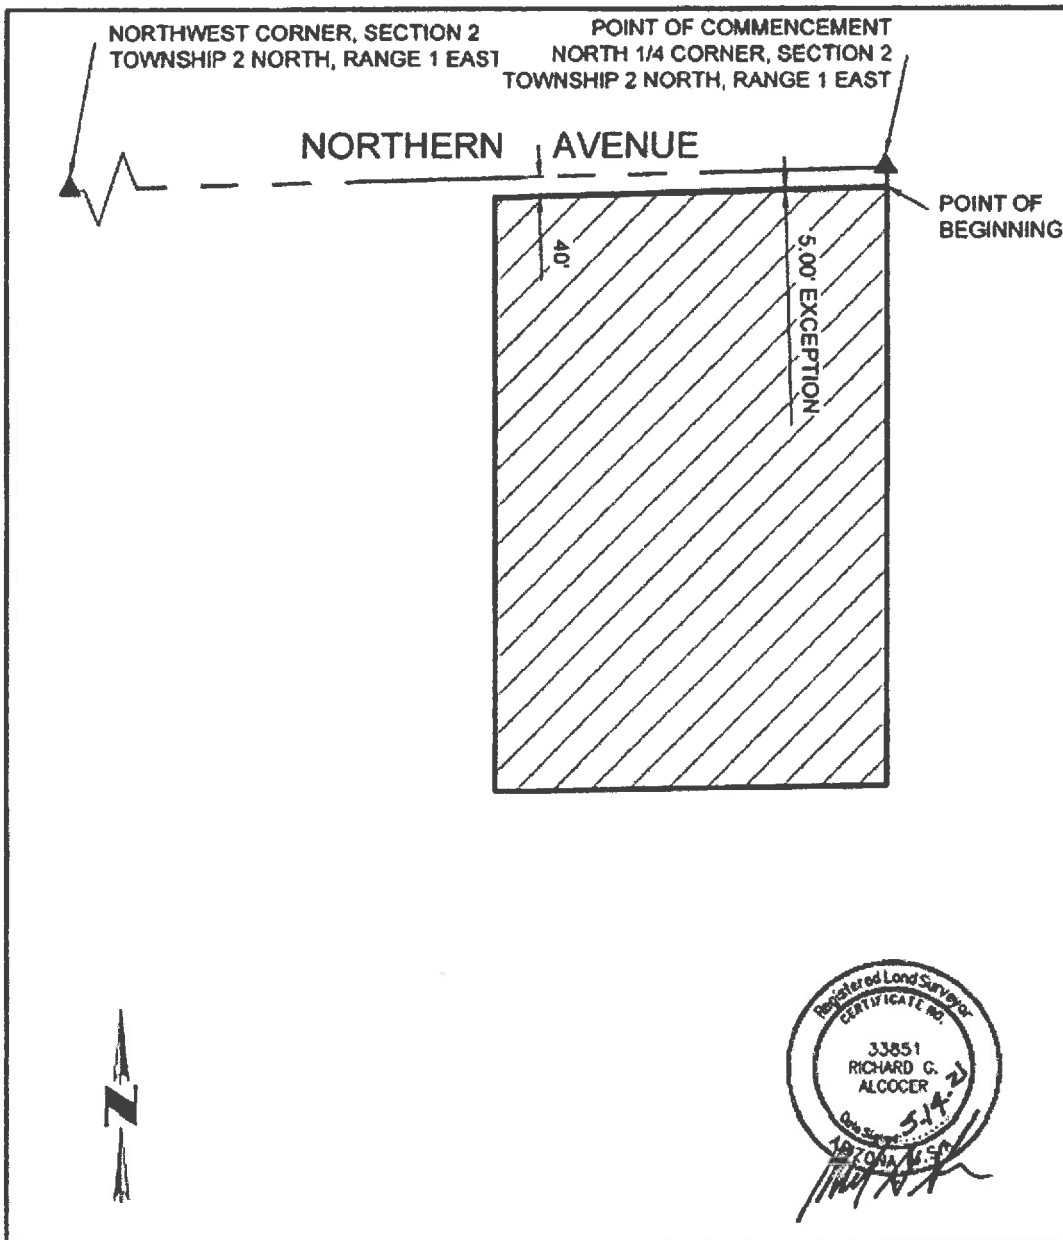 NORTHWEST CORNER, SECTION 2
TOWNSHIP 2 NORTH, RANGE 1 EAST
POINT OF COMMENCEMENT
NORTH 1/4 CORNER, SECTION 2
TOWNSHIP 2 NORTH, RANGE 1 EAST
NORTHERN AVENUE
POINT OF
BEGINNING
40'
5.00' EXCEPTION
N
Registered Land Surveyor
CERTIFICATE NO.
33851
RICHARD G.
ALCOCER
Date Signed 5-14-21
ARIZONA, U.S.A.